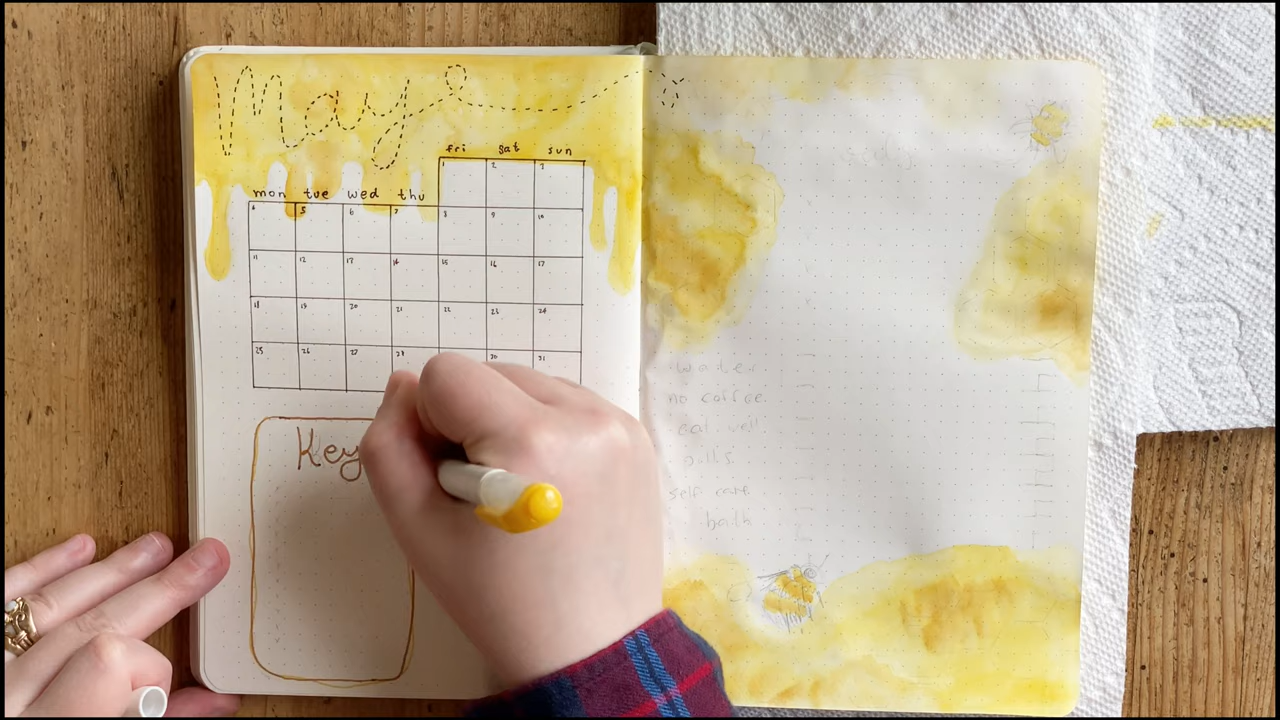 May
fri sat sun
mon tue wed thu
1 2 3
4 5 6 7 8 9 10
11 12 13 14 15 16 17
18 19 20 21 22 23 24
25 26 27 28 30 31
Key
water
no coffee
eat well
pills
self care
bath